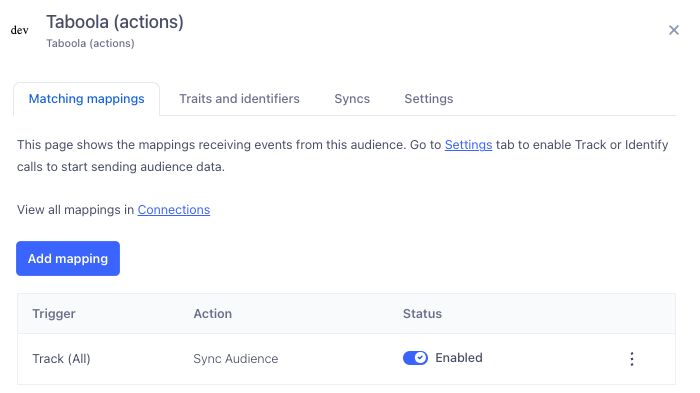 dev
Taboola (actions)
Taboola (actions)
Matching mappings
Traits and identifiers
Syncs
Settings
This page shows the mappings receiving events from this audience. Go to Settings tab to enable Track or Identify
calls to start sending audience data.
View all mappings in Connections
Add mapping
Trigger
Action
Status
Track (All)
Sync Audience
Enabled